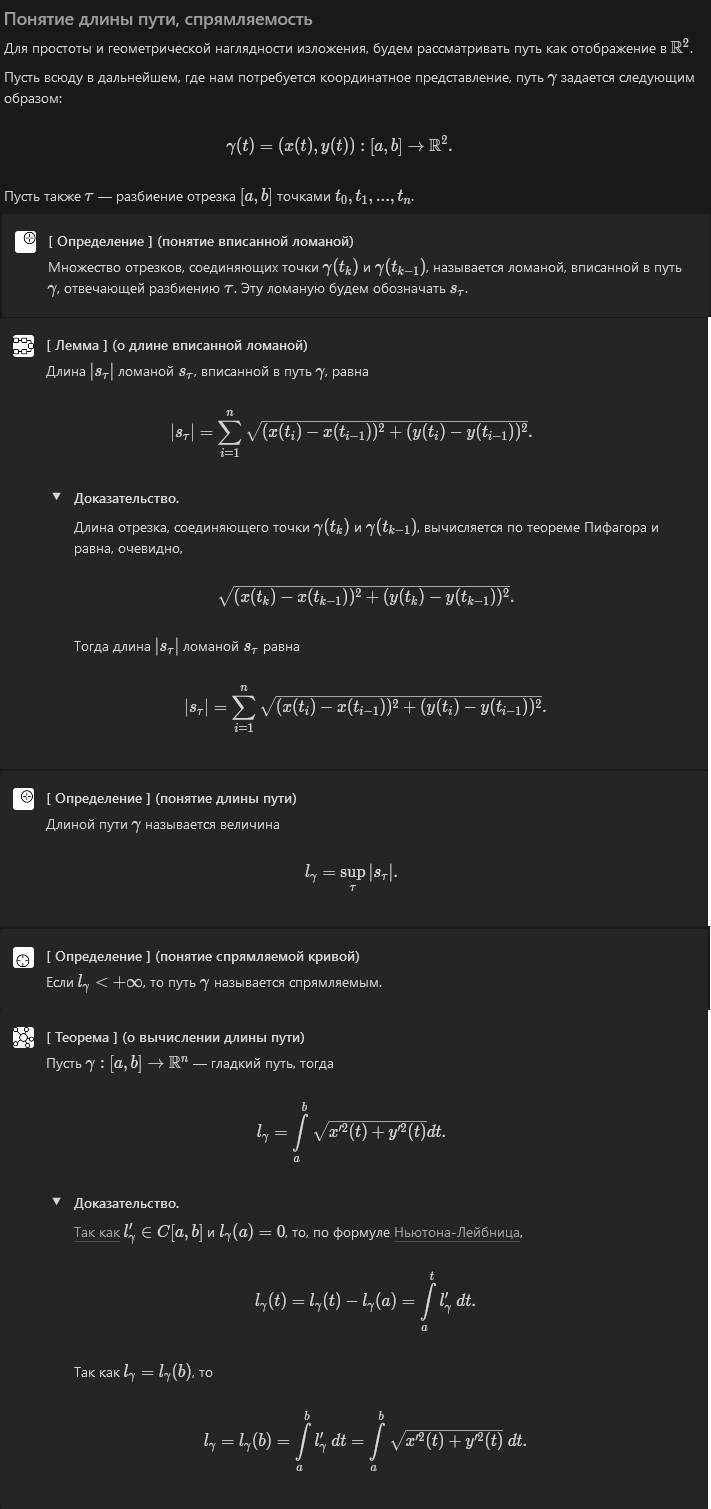 Понятие длины пути, спрямляемость
Для простоты и геометрической наглядности изложения, будем рассматривать путь как отображение в ℝ².
Пусть всюду в дальнейшем, где нам потребуется координатное представление, путь γ задается следующим
образом:
γ(t) = (x(t), y(t)) : [a, b] → ℝ².
Пусть также τ — разбиение отрезка [a, b] точками t₀, t₁, ..., tₙ.
[ Определение ] (понятие вписанной ломаной)
Множество отрезков, соединяющих точки γ(tₖ) и γ(tₖ₋₁), называется ломаной, вписанной в путь
γ, отвечающей разбиению τ. Эту ломаную будем обозначать s_τ.
[ Лемма ] (о длине вписанной ломаной)
Длина |s_τ| ломаной s_τ, вписанной в путь γ, равна
|s_τ| = ∑_{i=1}^{n} √((x(tᵢ) − x(tᵢ₋₁))² + (y(tᵢ) − y(tᵢ₋₁))²).
Доказательство.
Длина отрезка, соединяющего точки γ(tₖ) и γ(tₖ₋₁), вычисляется по теореме Пифагора и
равна, очевидно,
√((x(tₖ) − x(tₖ₋₁))² + (y(tₖ) − y(tₖ₋₁))²).
Тогда длина |s_τ| ломаной s_τ равна
|s_τ| = ∑_{i=1}^{n} √((x(tᵢ) − x(tᵢ₋₁))² + (y(tᵢ) − y(tᵢ₋₁))²).
[ Определение ] (понятие длины пути)
Длиной пути γ называется величина
l_γ = sup_τ |s_τ|.
[ Определение ] (понятие спрямляемой кривой)
Если l_γ < +∞, то путь γ называется спрямляемым.
[ Теорема ] (о вычислении длины пути)
Пусть γ : [a, b] → ℝⁿ — гладкий путь, тогда
l_γ = ∫_a^b √(x′²(t) + y′²(t)) dt.
Доказательство.
Так как l′_γ ∈ C[a, b] и l_γ(a) = 0, то, по формуле Ньютона-Лейбница,
l_γ(t) = l_γ(t) − l_γ(a) = ∫_a^t l′_γ dt.
Так как l_γ = l_γ(b), то
l_γ = l_γ(b) = ∫_a^b l′_γ dt = ∫_a^b √(x′²(t) + y′²(t)) dt.